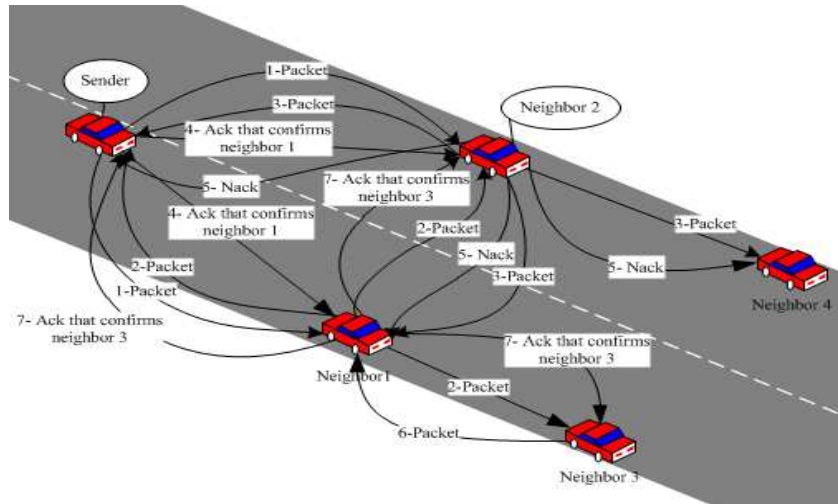 1-Packet
Sender
3-Packet
Neighbor 2
4- Ack that confirms
neighbor 1
5- Nack
7- Ack that confirms
neighbor 3
4- Ack that confirms
neighbor 1
2-Packet
3-Packet
5- Nack
2-Packet
3-Packet
5- Nack
1-Packet
Neighbor 4
7- Ack that confirms
neighbor 3
7- Ack that confirms
neighbor 3
Neighbor1
2-Packet
6-Packet
Neighbor 3